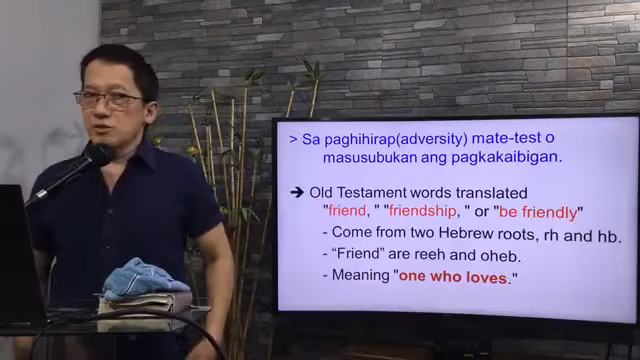 > Sa paghihirap(adversity) mate-test o
masusubukan ang pagkakaibigan.
➔ Old Testament words translated
"friend, " "friendship, " or "be friendly"
- Come from two Hebrew roots, rh and hb.
- “Friend” are reeh and oheb.
- Meaning "one who loves."